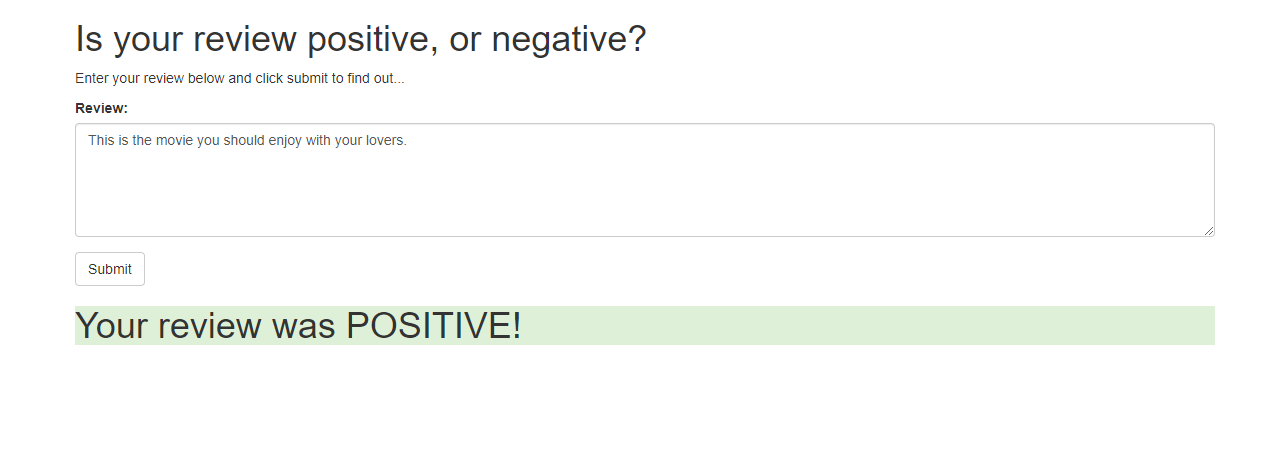 Is your review positive, or negative?
Enter your review below and click submit to find out...
Review:
This is the movie you should enjoy with your lovers.
Submit
Your review was POSITIVE!